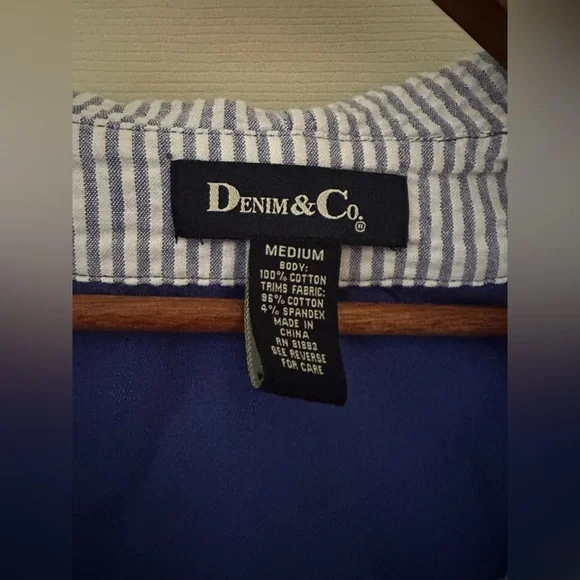 DENIM & CO.®
MEDIUM
BODY:
100% COTTON
TRIMS FABRIC:
96% COTTON
4% SPANDEX
MADE IN
CHINA
RN 81883
SEE REVERSE
FOR CARE